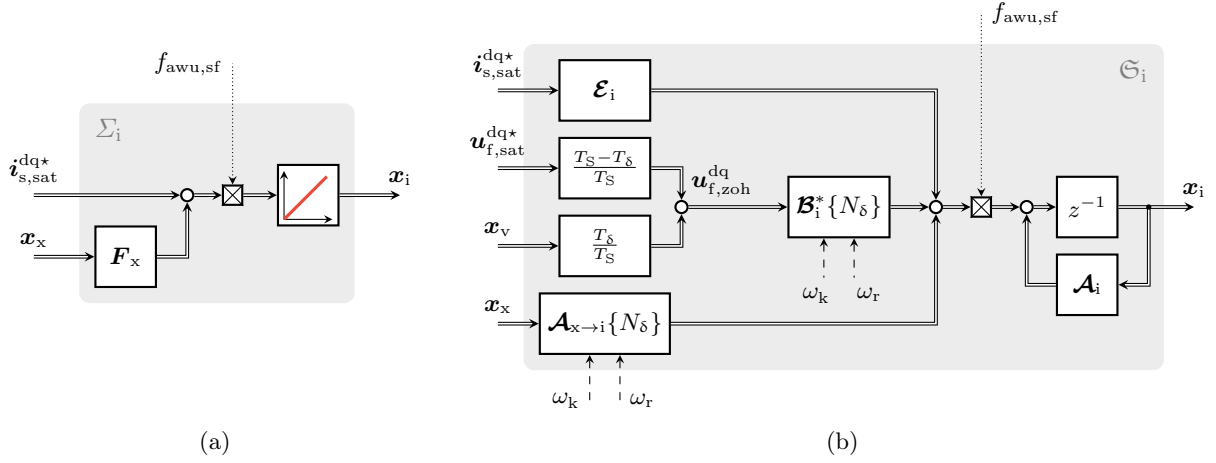 f_awu,sf
Σ_i
i_s,sat^dq⋆
x_i
x_x
F_x
(a)
f_awu,sf
𝔖_i
i_s,sat^dq⋆
ℰ_i
u_f,sat^dq⋆
T_S−T_δ
T_S
u_f,zoh^dq
x_v
T_δ
T_S
ℬ_i^*{N_δ}
z^−1
x_i
ω_k ω_r
𝒜_i
x_x
𝒜_x→i{N_δ}
ω_k ω_r
(b)